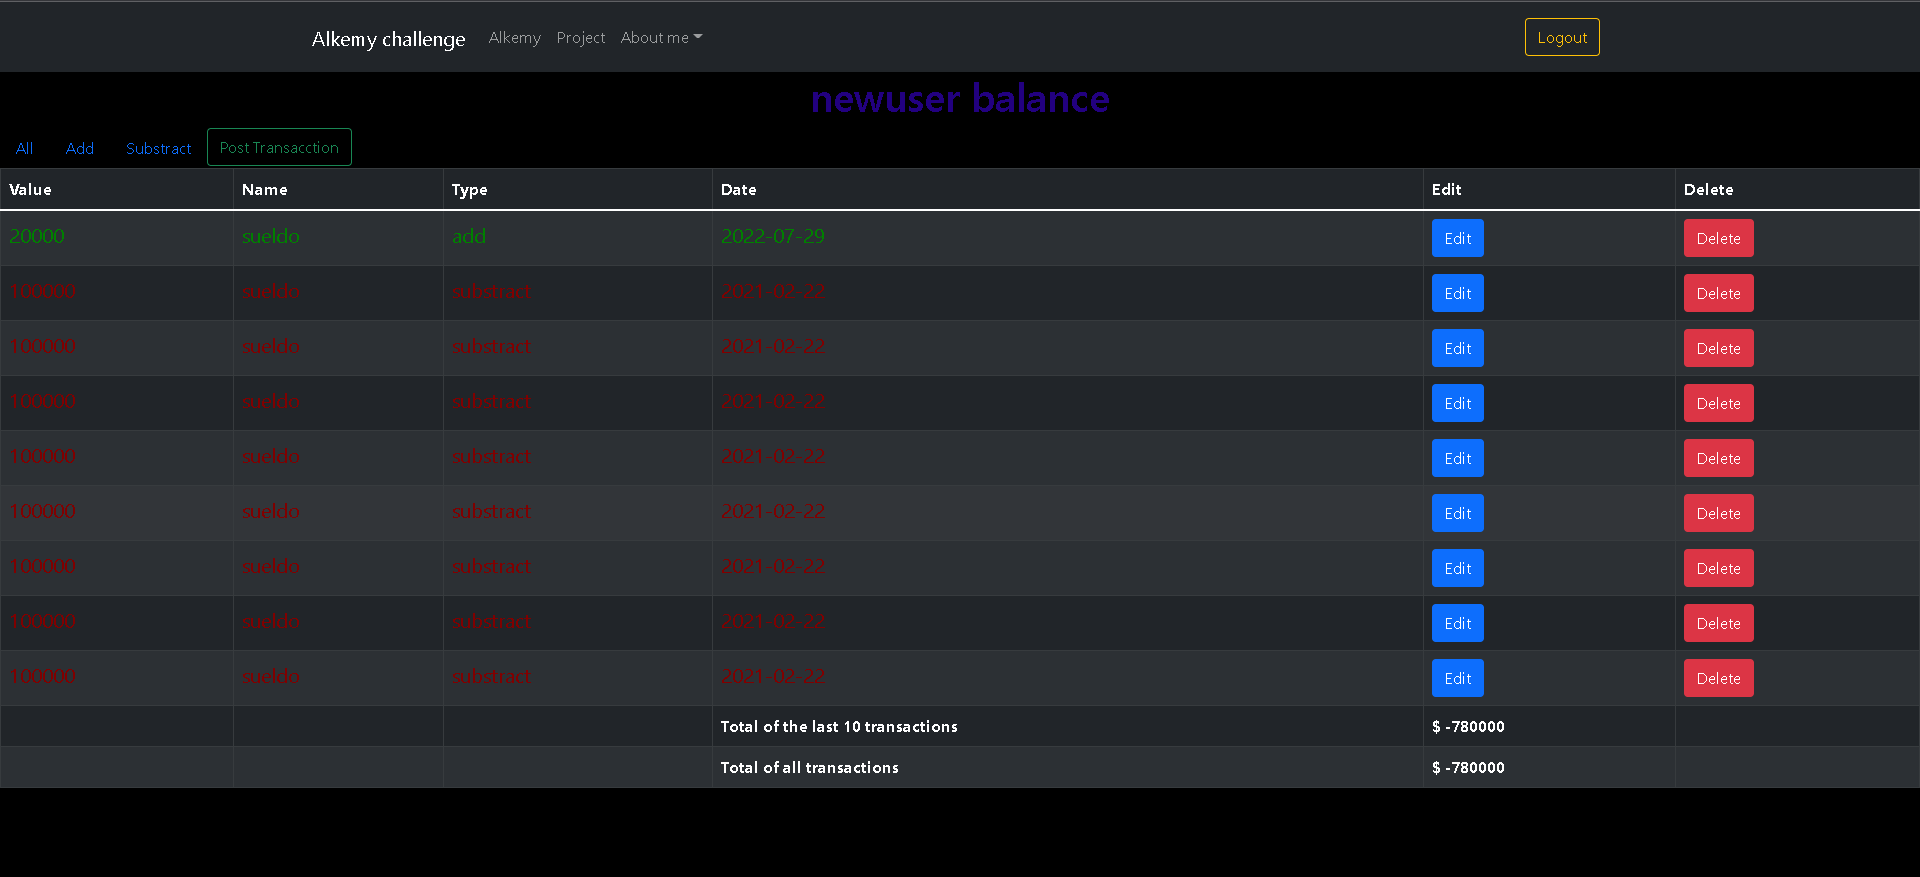 Alkemy challenge Alkemy Project About me Logout
newuser balance
All Add Substract Post Transacction
Value Name Type Date Edit Delete
20000 sueldo add 2022-07-29 Edit Delete
100000 sueldo substract 2021-02-22 Edit Delete
100000 sueldo substract 2021-02-22 Edit Delete
100000 sueldo substract 2021-02-22 Edit Delete
100000 sueldo substract 2021-02-22 Edit Delete
100000 sueldo substract 2021-02-22 Edit Delete
100000 sueldo substract 2021-02-22 Edit Delete
100000 sueldo substract 2021-02-22 Edit Delete
100000 sueldo substract 2021-02-22 Edit Delete
Total of the last 10 transactions $ -780000
Total of all transactions $ -780000